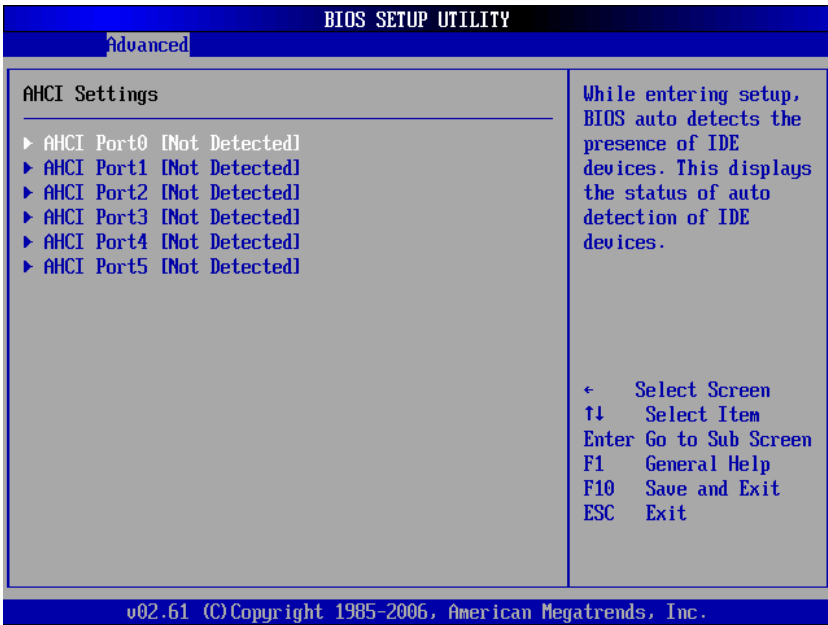 BIOS SETUP UTILITY
Advanced
AHCI Settings
▶ AHCI Port0 [Not Detected]
▶ AHCI Port1 [Not Detected]
▶ AHCI Port2 [Not Detected]
▶ AHCI Port3 [Not Detected]
▶ AHCI Port4 [Not Detected]
▶ AHCI Port5 [Not Detected]
While entering setup,
BIOS auto detects the
presence of IDE
devices. This displays
the status of auto
detection of IDE
devices.
← Select Screen
↑↓ Select Item
Enter Go to Sub Screen
F1 General Help
F10 Save and Exit
ESC Exit
v02.61 (C)Copyright 1985-2006, American Megatrends, Inc.